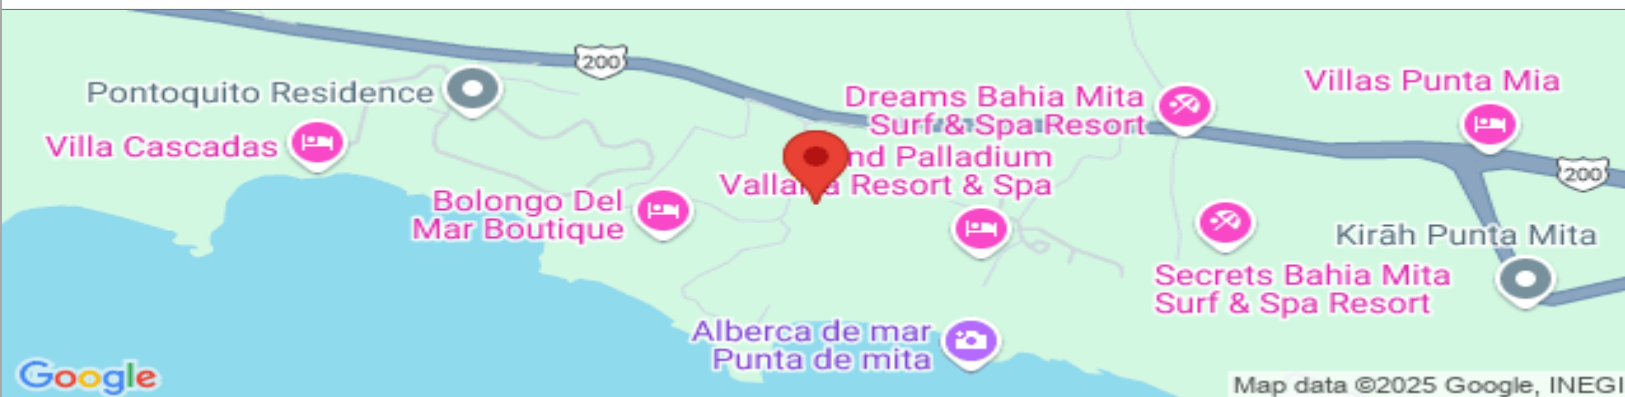 200
Pontoquito Residence
Villa Cascadas
Bolongo Del
Mar Boutique
Dreams Bahia Mita
Surf & Spa Resort
Villas Punta Mia
Palladium
Resort & Spa
200
Kirāh Punta Mita
Secrets Bahia Mita
Surf & Spa Resort
Alberca de mar
Punta de mita
Google
Map data ©2025 Google, INEGI